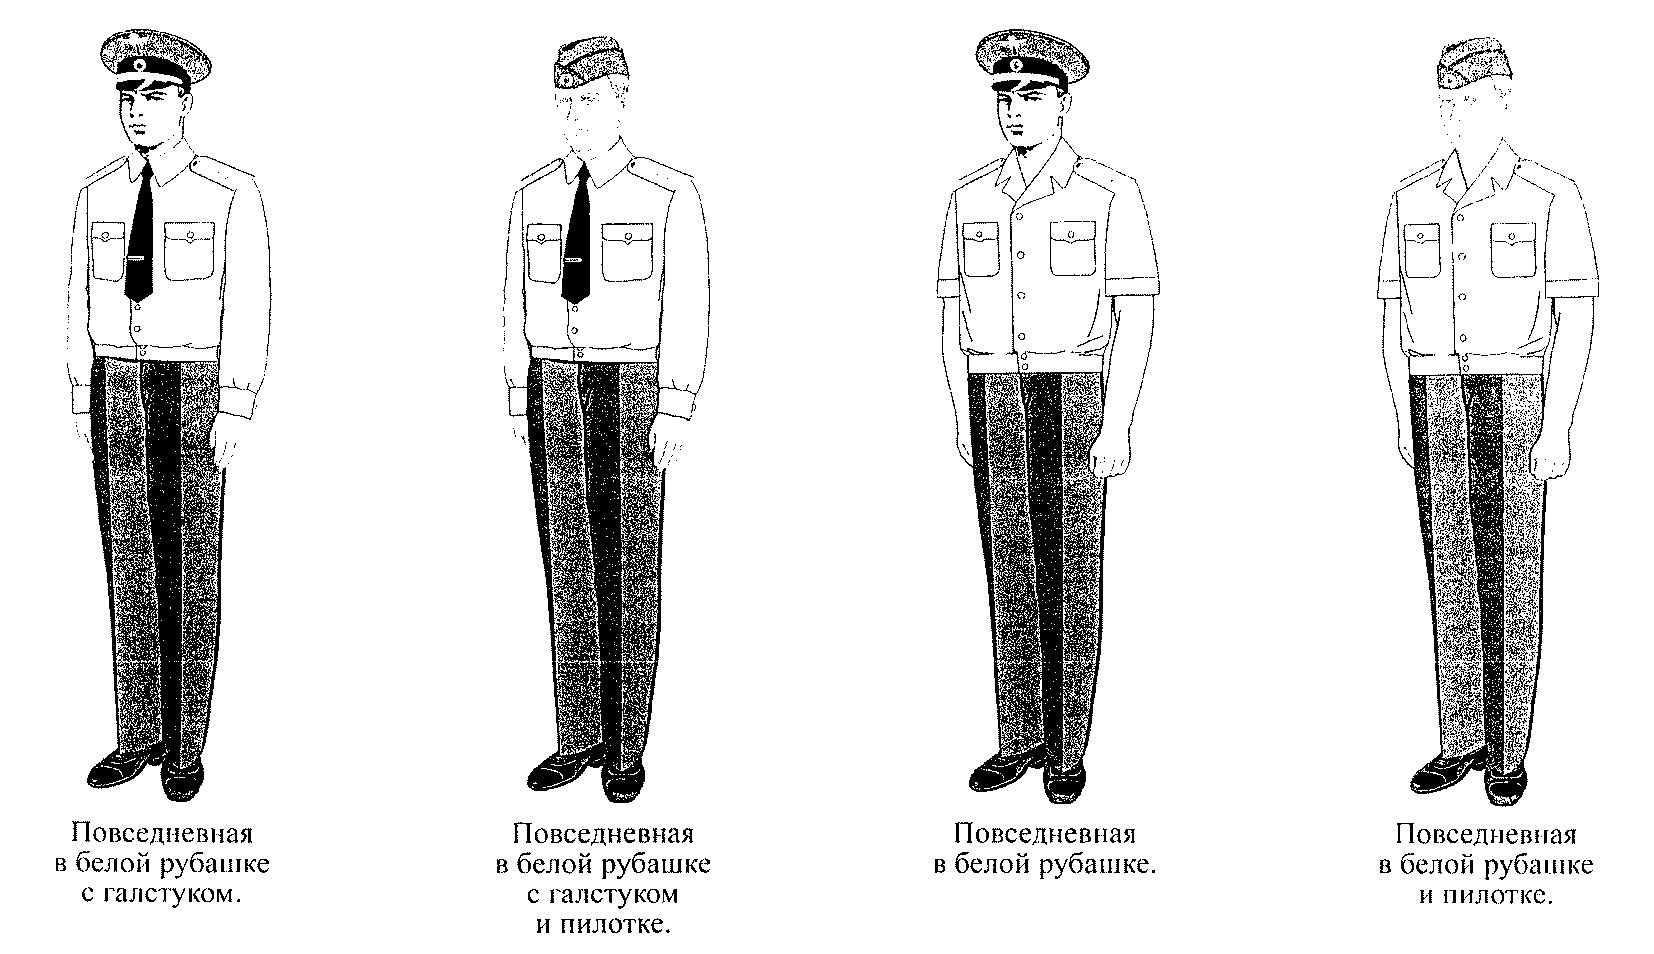 Повседневная
в белой рубашке
с галстуком.
Повседневная
в белой рубашке
с галстуком
и пилотке.
Повседневная
в белой рубашке.
Повседневная
в белой рубашке
и пилотке.